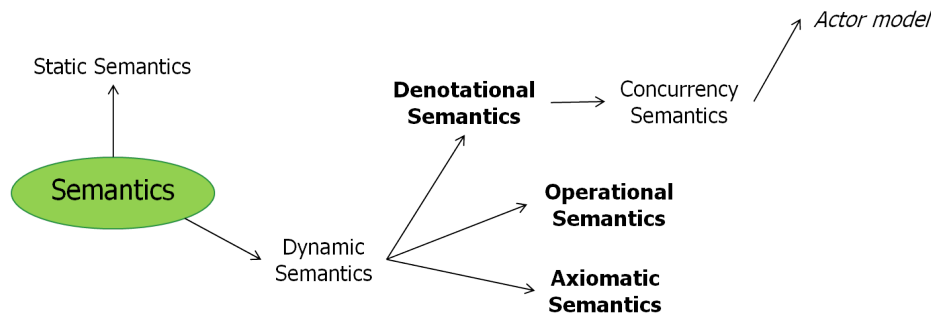 Actor model
Static Semantics
Denotational
Semantics
Concurrency
Semantics
Semantics
Operational
Semantics
Dynamic
Semantics
Axiomatic
Semantics